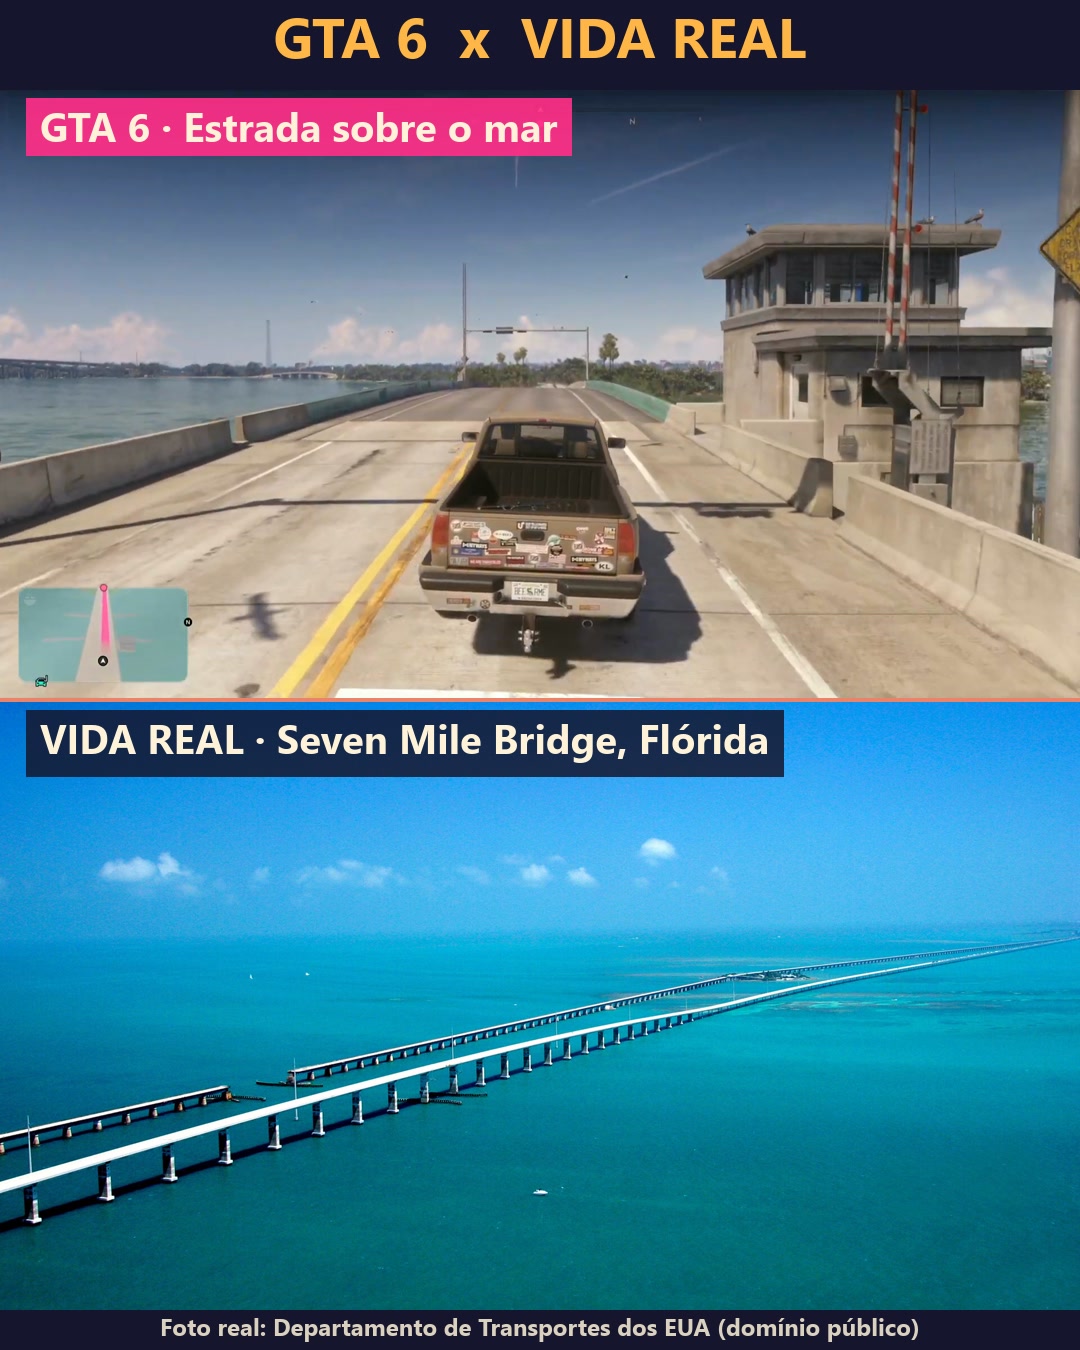 GTA 6 x VIDA REAL
GTA 6 · Estrada sobre o mar
N
N
KL
VIDA REAL · Seven Mile Bridge, Flórida
Foto real: Departamento de Transportes dos EUA (domínio público)